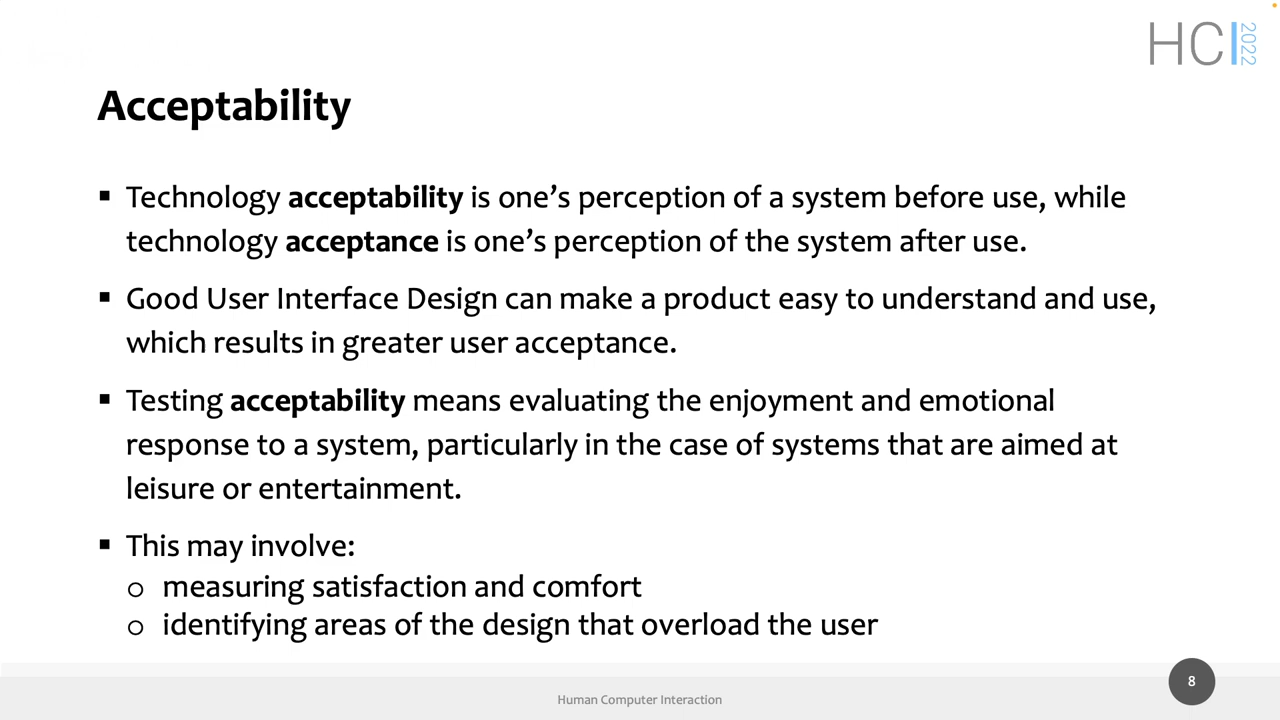 HCI 2022
Acceptability
▪ Technology acceptability is one’s perception of a system before use, while
technology acceptance is one’s perception of the system after use.
▪ Good User Interface Design can make a product easy to understand and use,
which results in greater user acceptance.
▪ Testing acceptability means evaluating the enjoyment and emotional
response to a system, particularly in the case of systems that are aimed at
leisure or entertainment.
▪ This may involve:
o measuring satisfaction and comfort
o identifying areas of the design that overload the user
Human Computer Interaction
8